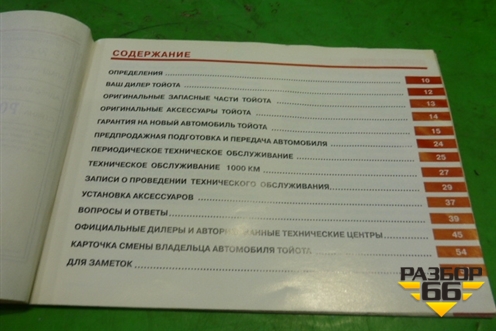 СОДЕРЖАНИЕ
ОПРЕДЕЛЕНИЯ 10
ВАШ ДИЛЕР ТОЙОТА 12
ОРИГИНАЛЬНЫЕ ЗАПАСНЫЕ ЧАСТИ ТОЙОТА 13
ОРИГИНАЛЬНЫЕ АКСЕССУАРЫ ТОЙОТА 14
ГАРАНТИЯ НА НОВЫЙ АВТОМОБИЛЬ ТОЙОТА 15
ПРЕДПРОДАЖНАЯ ПОДГОТОВКА И ПЕРЕДАЧА АВТОМОБИЛЯ 24
ПЕРИОДИЧЕСКОЕ ТЕХНИЧЕСКОЕ ОБСЛУЖИВАНИЕ 25
ТЕХНИЧЕСКОЕ ОБСЛУЖИВАНИЕ 1000 КМ 27
ЗАПИСИ О ПРОВЕДЕНИИ ТЕХНИЧЕСКОГО ОБСЛУЖИВАНИЯ 29
УСТАНОВКА АКСЕССУАРОВ 37
ВОПРОСЫ И ОТВЕТЫ 39
ОФИЦИАЛЬНЫЕ ДИЛЕРЫ И ТЕХНИЧЕСКИЕ ЦЕНТРЫ 45
КАРТОЧКА СМЕНЫ ВЛАДЕЛЬЦА АВТОМОБИЛЯ ТОЙОТА 54
ДЛЯ ЗАМЕТОК
РАЗБОР
66